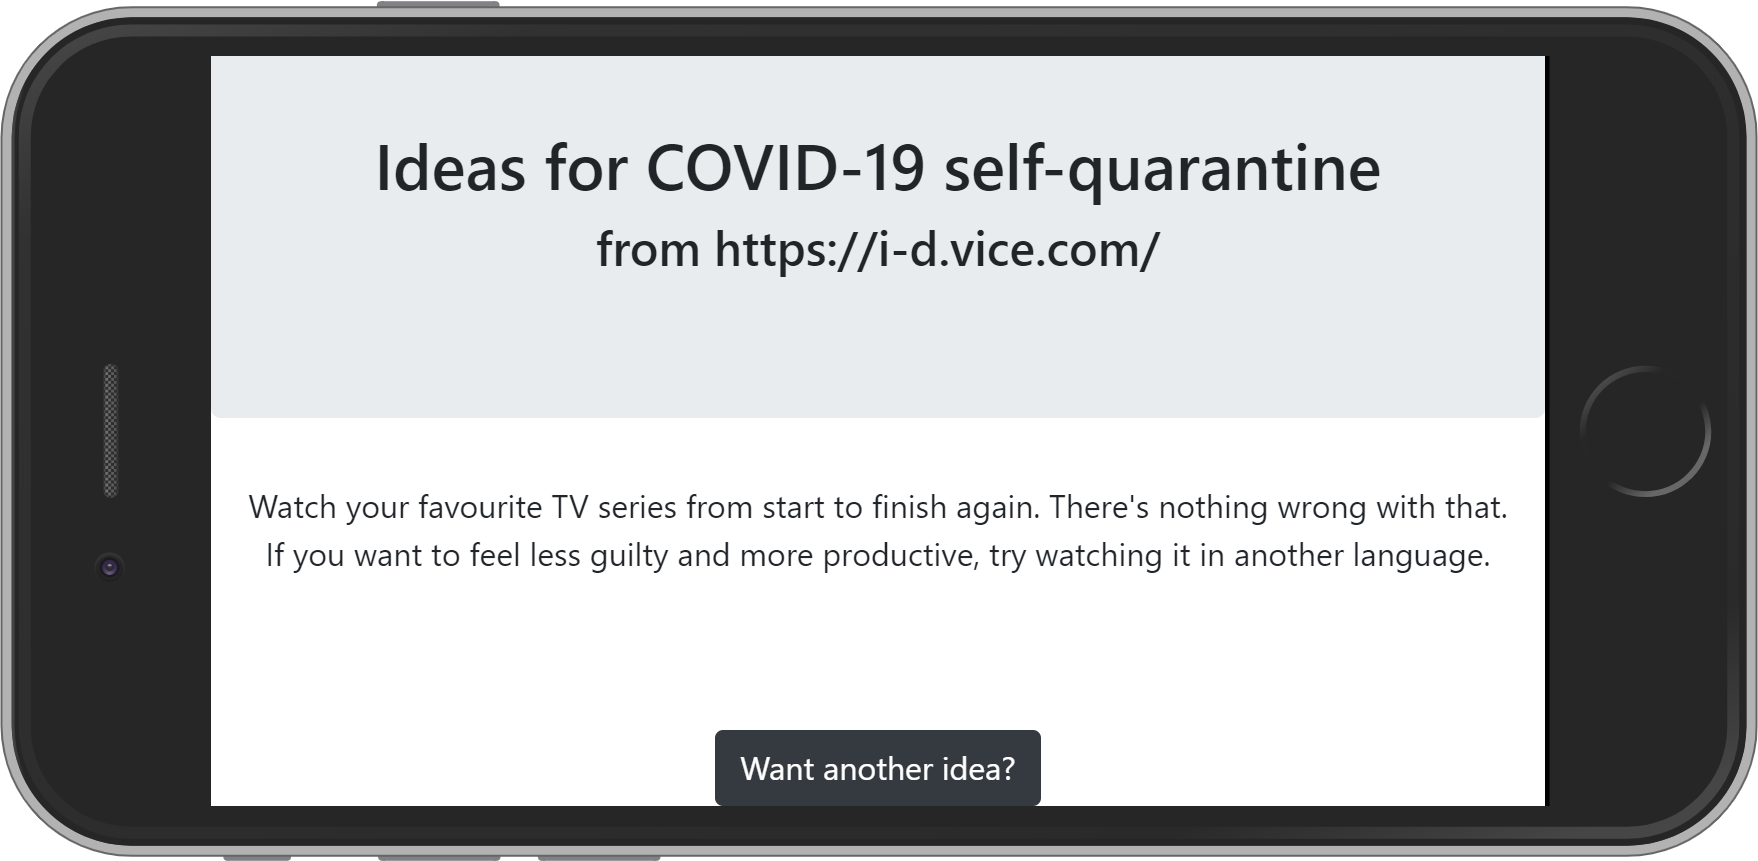 Ideas for COVID-19 self-quarantine
from https://i-d.vice.com/
Watch your favourite TV series from start to finish again. There's nothing wrong with that.
If you want to feel less guilty and more productive, try watching it in another language.
Want another idea?